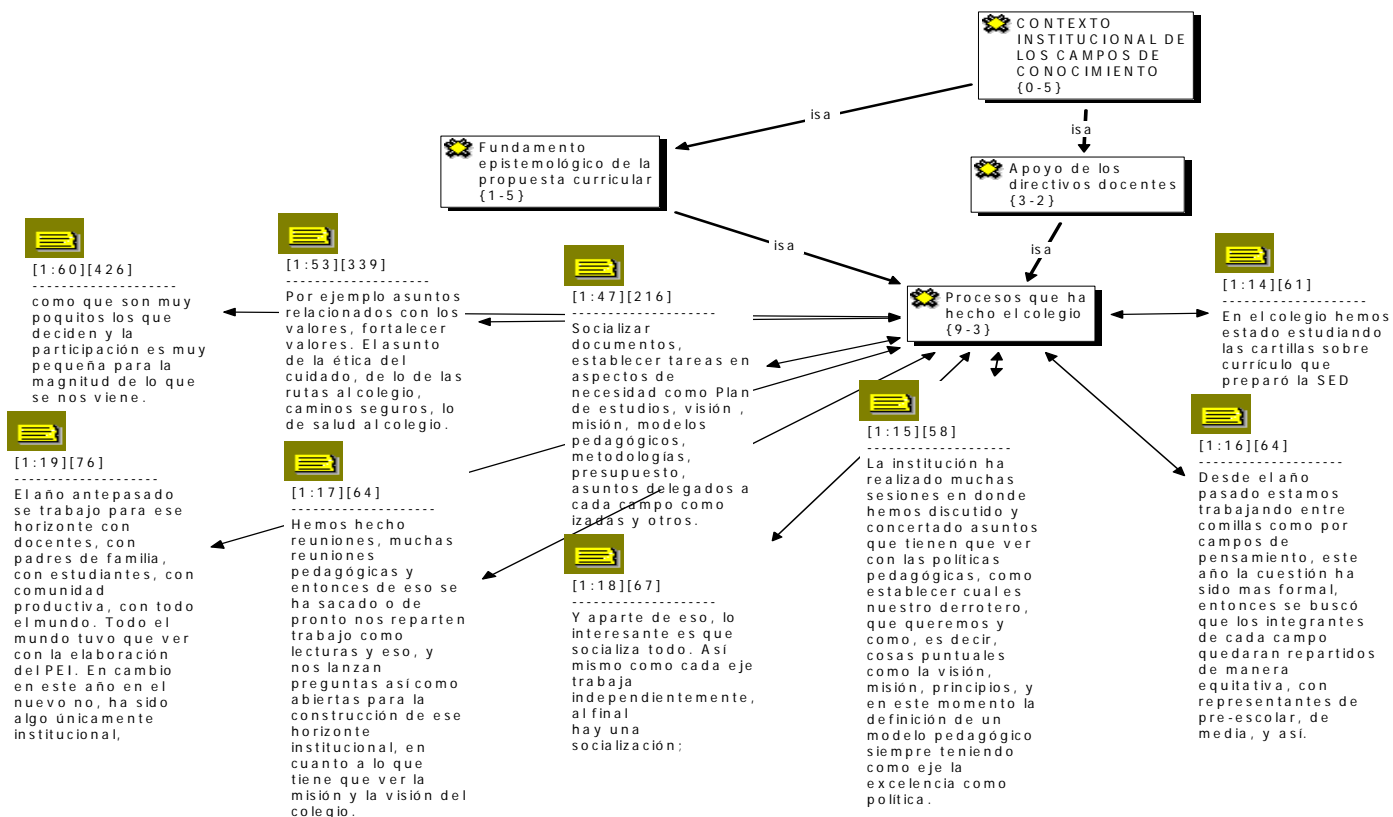 CONTEXTO
INSTITUCIONAL DE
LOS CAMPOS DE
CONOCIMIENTO
{0-5}
isa
isa
Fundamento
epistemológico de la
propuesta curricular
{1-5}
Apoyo de los
directivos docentes
{3-2}
isa
isa
Procesos que ha
hecho el colegio
{9-3}
[1:60][426]
--------------------
como que son muy
poquitos los que
deciden y la
participación es muy
pequeña para la
magnitud de lo que
se nos viene.
[1:53][339]
--------------------
Por ejemplo asuntos
relacionados con los
valores, fortalecer
valores. El asunto
de la ética del
cuidado, de lo de las
rutas al colegio,
caminos seguros, lo
de salud al colegio.
[1:47][216]
--------------------
Socializar
documentos,
establecer tareas en
aspectos de
necesidad como Plan
de estudios, visión ,
misión, modelos
pedagógicos,
metodologías,
presupuesto,
asuntos delegados a
cada campo como
izadas y otros.
[1:14][61]
--------------------
En el colegio hemos
estado estudiando
las cartillas sobre
currículo que
preparó la SED
[1:19][76]
--------------------
El año antepasado
se trabajo para ese
horizonte con
docentes, con
padres de familia,
con estudiantes, con
comunidad
productiva, con todo
el mundo. Todo el
mundo tuvo que ver
con la elaboración
del PEI. En cambio
en este año en el
nuevo no, ha sido
algo únicamente
institucional,
[1:17][64]
--------------------
Hemos hecho
reuniones, muchas
reuniones
pedagógicas y
entonces de eso se
ha sacado o de
pronto nos reparten
trabajo como
lecturas y eso, y
nos lanzan
preguntas así como
abiertas para la
construcción de ese
horizonte
institucional, en
cuanto a lo que
tiene que ver la
misión y la visión del
colegio.
[1:18][67]
--------------------
Y aparte de eso, lo
interesante es que
socializa todo. Así
mismo como cada eje
trabaja
independientemente,
al final
hay una
socialización;
[1:15][58]
--------------------
La institución ha
realizado muchas
sesiones en donde
hemos discutido y
concertado asuntos
que tienen que ver
con las políticas
pedagógicas, como
establecer cual es
nuestro derrotero,
que queremos y
como, es decir,
cosas puntuales
como la visión,
misión, principios, y
en este momento la
definición de un
modelo pedagógico
siempre teniendo
como eje la
excelencia como
política.
[1:16][64]
--------------------
Desde el año
pasado estamos
trabajando entre
comillas como por
campos de
pensamiento, este
año la cuestión ha
sido mas formal,
entonces se buscó
que los integrantes
de cada campo
quedaran repartidos
de manera
equitativa, con
representantes de
pre-escolar, de
media, y así.